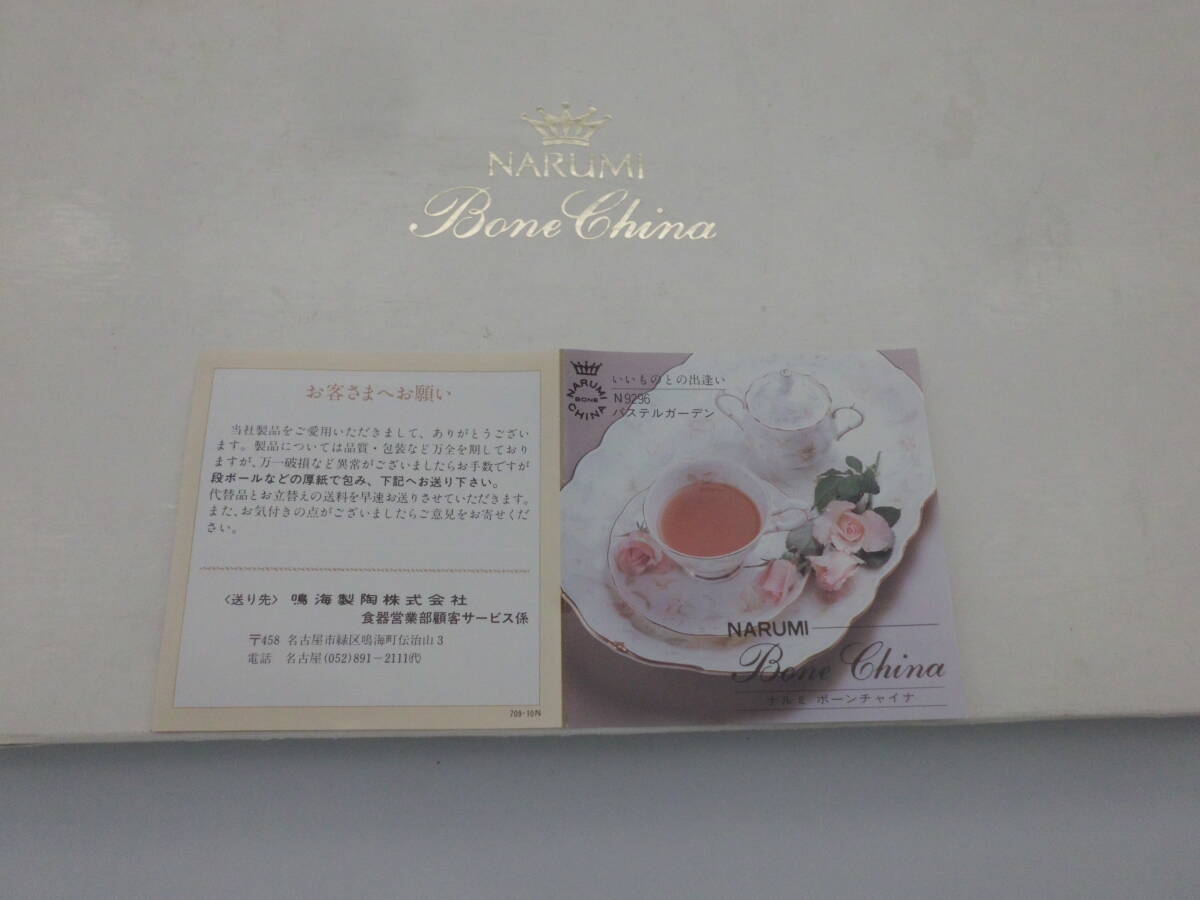 NARUMI
Bone China
お客さまへお願い
当社製品をご愛用いただきまして、ありがとうござい
ます。製品については品質・包装など万全を期しており
ますが、万一破損など異常がございましたらお手数ですが
段ボールなどの厚紙で包み、下記へお送り下さい。
代替品とお立替えの送料を早速お送りさせていただきます。
また、お気付きの点がございましたらご意見をお寄せくだ
さい。
〈送り先〉 鳴海製陶株式会社
食器営業部顧客サービス係
〒458 名古屋市緑区鳴海町伝治山3
電話 名古屋(052)891-2111代
NARUMI
BONE
CHINA
いいものとの出逢い
N9296
パステルガーデン
NARUMI
Bone China
ナルミ ボーンチャイナ